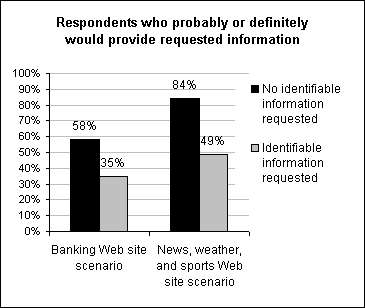 Respondents who probably or definitely
would provide requested information
100%
90%
80%
70%
60%
50%
40%
30%
20%
10%
0%
58%
35%
84%
49%
Banking Web site
scenario
News, weather,
and sports Web
site scenario
No identifiable
information
requested
Identifiable
information
requested